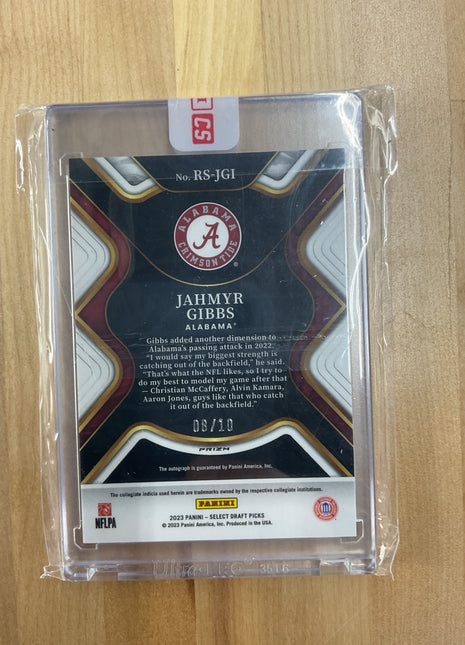 CS
No. RS-JGI
ALABAMA
A
CRIMSON TIDE
JAHMYR
GIBBS
ALABAMA
Gibbs added another dimension to
Alabama's passing attack in 2022.
"I would say my biggest strength is
catching out of the backfield," he said.
"That's what the NFL likes, so I try to
do my best to model my game after that
— Christian McCaffery, Alvin Kamara,
Aaron Jones, guys like that who catch
it out of the backfield."
08/10
PRIZM
The autograph is guaranteed by Panini America, Inc.
The collegiate indicia used herein are trademarks owned by the respective collegiate institutions.
NFLPA
PANINI
2023 PANINI – SELECT DRAFT PICKS
© 2023 Panini America, Inc. Produced in the USA.
Ultra PRO